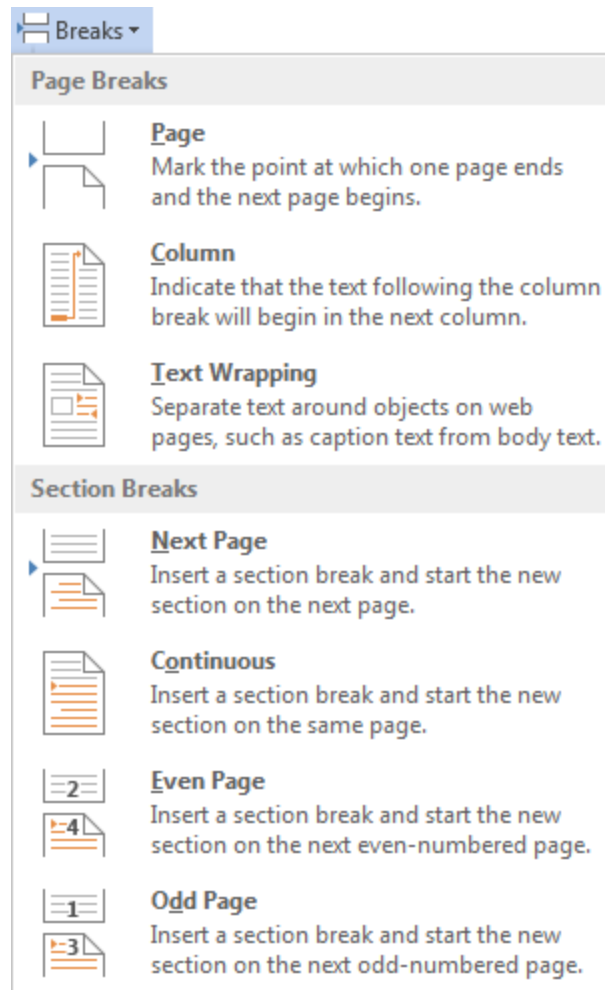 Breaks
Page Breaks
Page
Mark the point at which one page ends
and the next page begins.
Column
Indicate that the text following the column
break will begin in the next column.
Text Wrapping
Separate text around objects on web
pages, such as caption text from body text.
Section Breaks
Next Page
Insert a section break and start the new
section on the next page.
Continuous
Insert a section break and start the new
section on the same page.
2
4
Even Page
Insert a section break and start the new
section on the next even-numbered page.
1
3
Odd Page
Insert a section break and start the new
section on the next odd-numbered page.